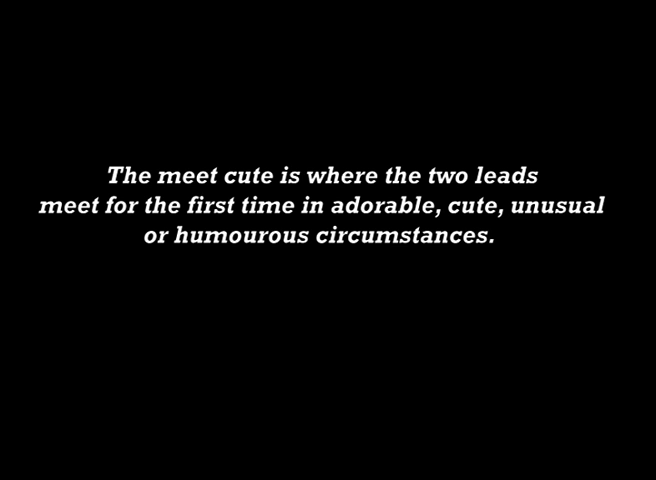 The meet cute is where the two leads
meet for the first time in adorable, cute, unusual
or humourous circumstances.